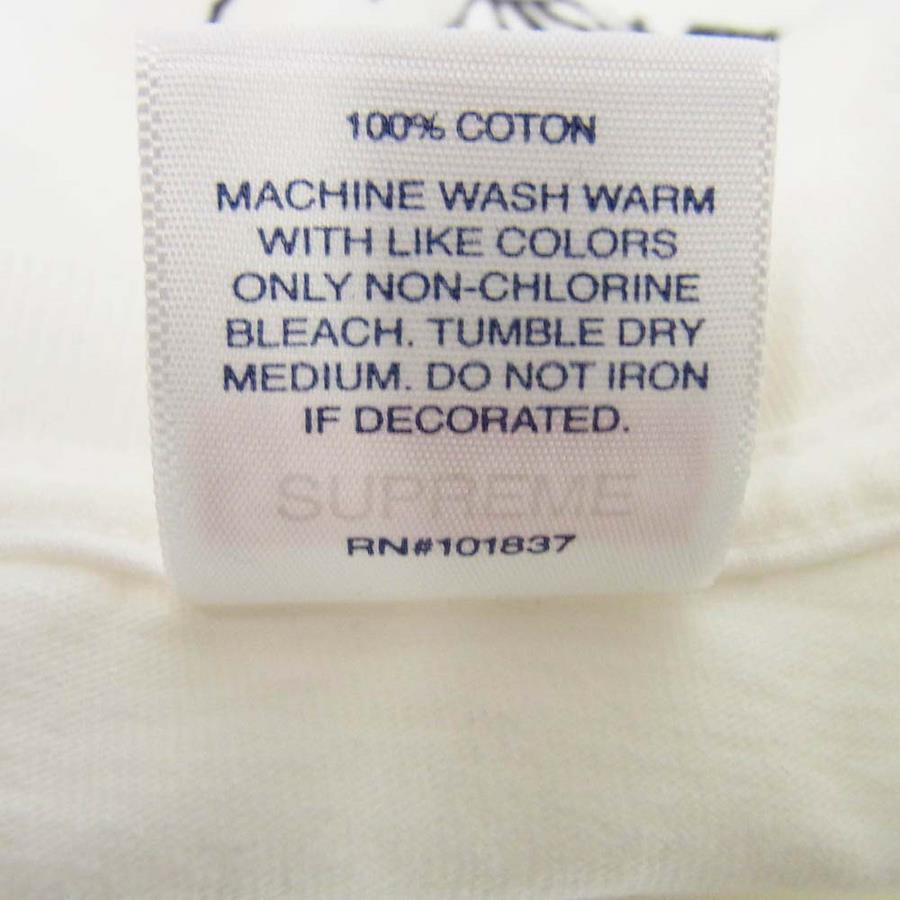 100% COTON
MACHINE WASH WARM
WITH LIKE COLORS
ONLY NON-CHLORINE
BLEACH. TUMBLE DRY
MEDIUM. DO NOT IRON
IF DECORATED.
SUPREME
RN#101837